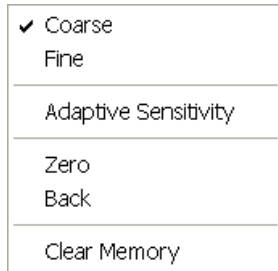 Coarse
Fine
Adaptive Sensitivity
Zero
Back
Clear Memory